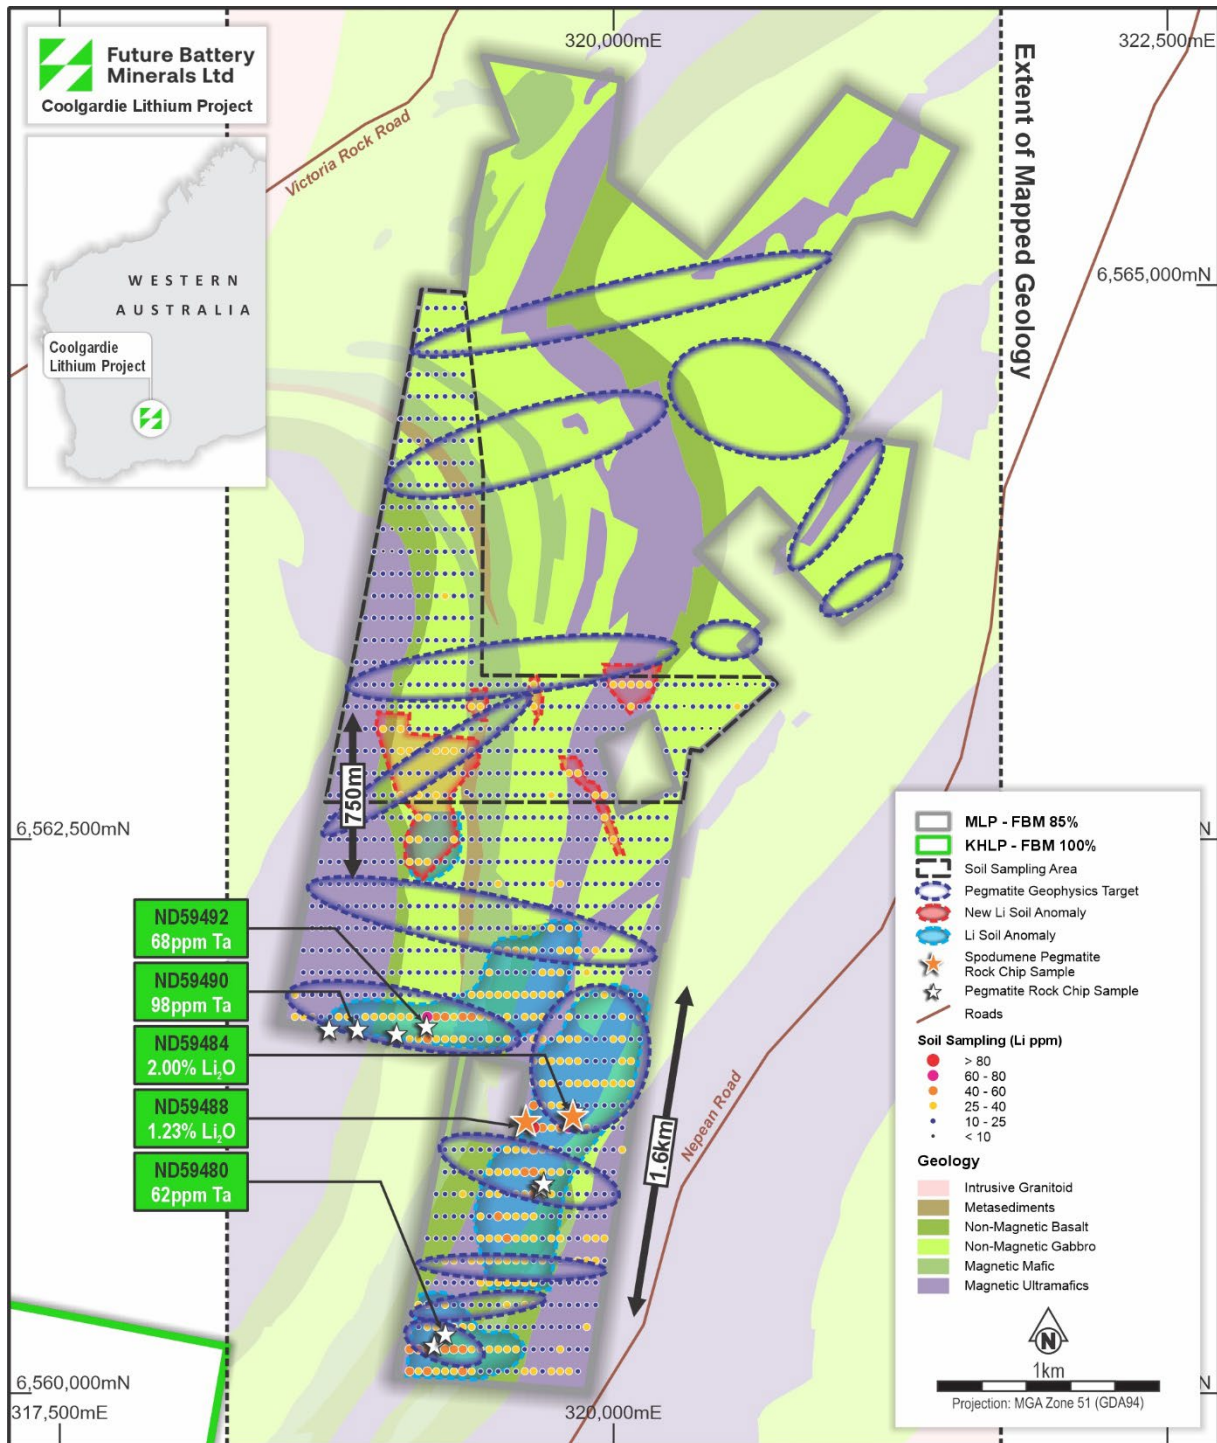 320,000mE
322,500mE
Future Battery
Minerals Ltd
Coolgardie Lithium Project
Victoria Rock Road
Extent of Mapped Geology
WESTERN
AUSTRALIA
Coolgardie
Lithium Project
6,565,000mN
750m
6,562,500mN
N
ND59492
68ppm Ta
ND59490
98ppm Ta
ND59484
2.00% Li₂O
ND59488
1.23% Li₂O
ND59480
62ppm Ta
1.6km
Nepean Road
MLP - FBM 85%
KHLP - FBM 100%
Soil Sampling Area
Pegmatite Geophysics Target
New Li Soil Anomaly
Li Soil Anomaly
Spodumene Pegmatite
Rock Chip Sample
Pegmatite Rock Chip Sample
Roads
Soil Sampling (Li ppm)
> 80
60 - 80
40 - 60
25 - 40
10 - 25
< 10
Geology
Intrusive Granitoid
Metasediments
Non-Magnetic Basalt
Non-Magnetic Gabbro
Magnetic Mafic
Magnetic Ultramafics
N
1km
Projection: MGA Zone 51 (GDA94)
6,560,000mN
N
317,500mE
320,000mE